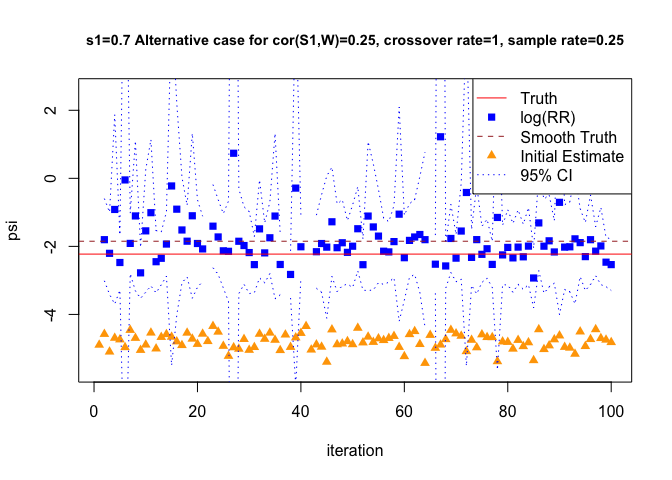 s1=0.7 Alternative case for cor(S1,W)=0.25, crossover rate=1, sample rate=0.25
Truth
log(RR)
Smooth Truth
Initial Estimate
95% CI
psi
2
0
-2
-4
0
20
40
60
80
100
iteration